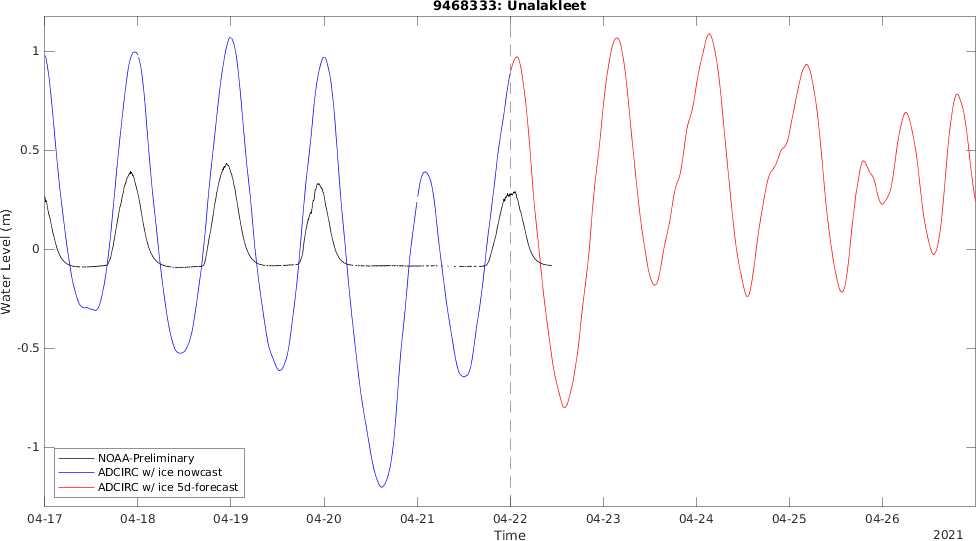 9468333: Unalakleet
Water Level (m)
1
0.5
0
-0.5
-1
NOAA-Preliminary
ADCIRC w/ ice nowcast
ADCIRC w/ ice 5d-forecast
04-17 04-18 04-19 04-20 04-21 04-22 04-23 04-24 04-25 04-26
Time
2021